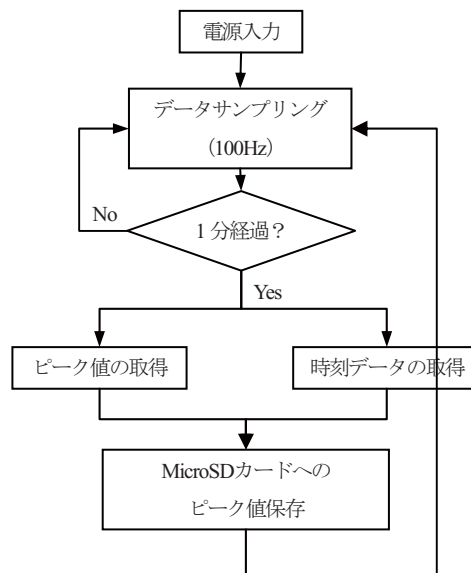 電源入力
データサンプリング
(100Hz)
No
1 分経過？
Yes
ピーク値の取得
時刻データの取得
MicroSDカードへの
ピーク値保存